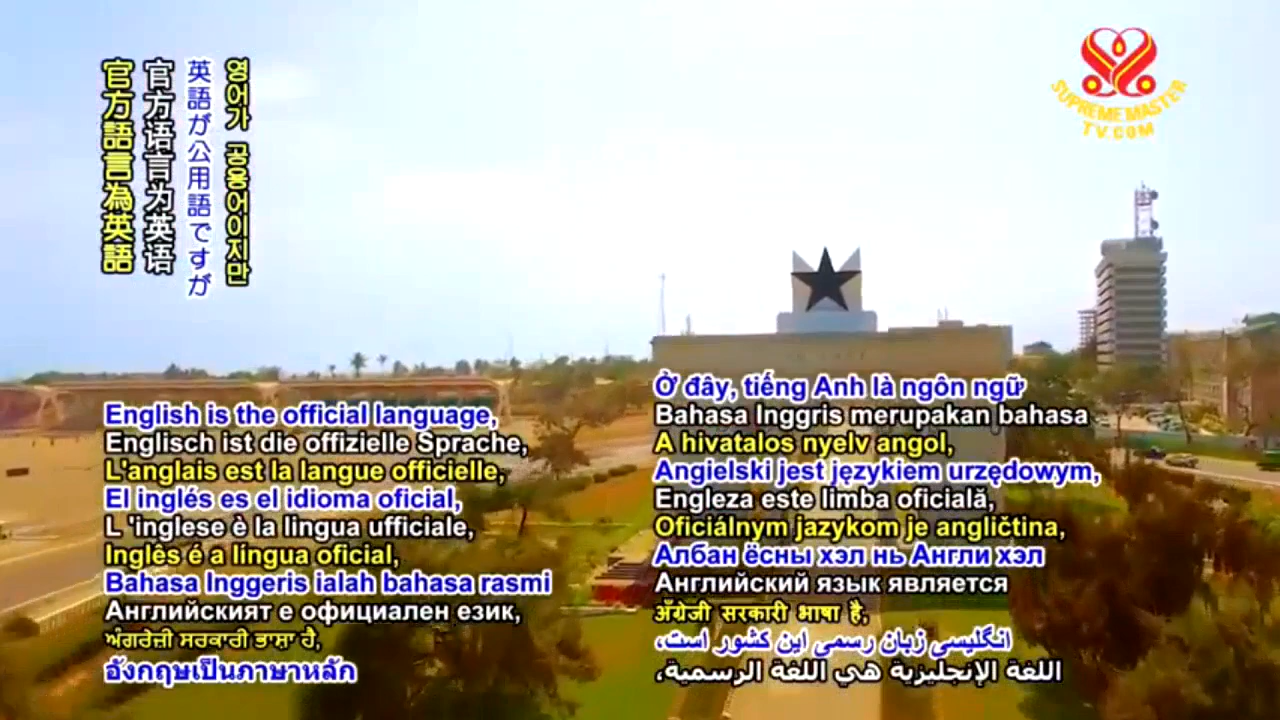 官方語言為英語
官方语言为英语
英語が公用語ですが
영어가 공용어이지만
SUPREME MASTER
TV.COM
English is the official language,
Englisch ist die offizielle Sprache,
L'anglais est la langue officielle,
El inglés es el idioma oficial,
L 'inglese è la lingua ufficiale,
Inglês é a língua oficial,
Bahasa Inggeris ialah bahasa rasmi
Английският е официален език,
ਅੰਗਰੇਜ਼ੀ ਸਰਕਾਰੀ ਭਾਸ਼ਾ ਹੈ,
อังกฤษเป็นภาษาหลัก
Ở đây, tiếng Anh là ngôn ngữ
Bahasa Inggris merupakan bahasa
A hivatalos nyelv angol,
Angielski jest językiem urzędowym,
Engleza este limba oficială,
Oficiálnym jazykom je angličtina,
Албан ёсны хэл нь Англи хэл
Английский язык является
अँग्रेजी सरकारी भाषा है,
انگلیسی زبان رسمی این کشور است،
اللغة الإنجليزية هي اللغة الرسمية،